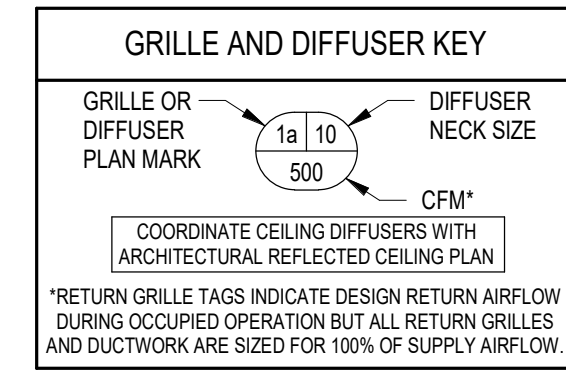 GRILLE AND DIFFUSER KEY
GRILLE OR
DIFFUSER
PLAN MARK
1a 10
500
DIFFUSER
NECK SIZE
CFM*
COORDINATE CEILING DIFFUSERS WITH
ARCHITECTURAL REFLECTED CEILING PLAN
*RETURN GRILLE TAGS INDICATE DESIGN RETURN AIRFLOW
DURING OCCUPIED OPERATION BUT ALL RETURN GRILLES
AND DUCTWORK ARE SIZED FOR 100% OF SUPPLY AIRFLOW.